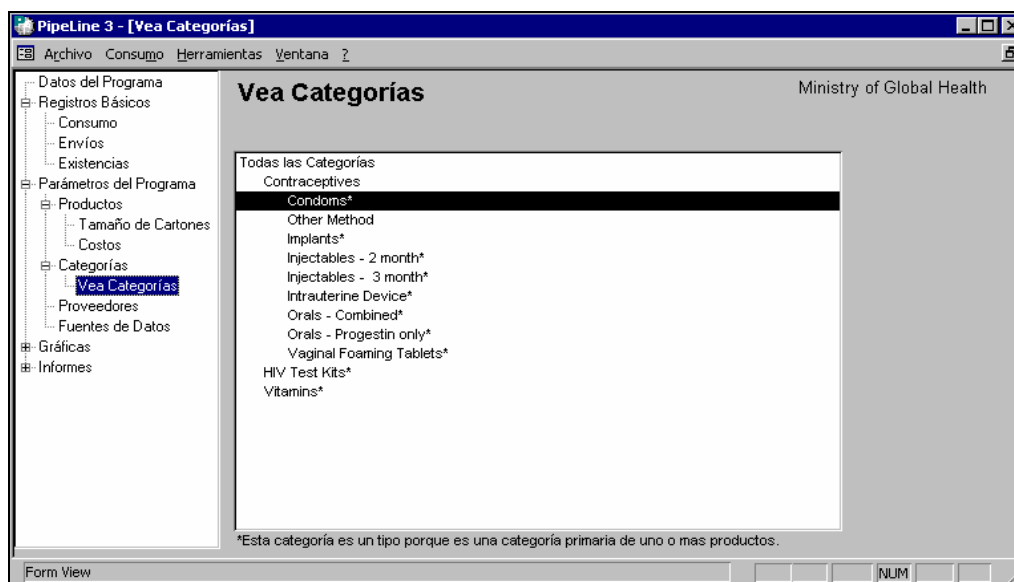 PipeLine 3 - [Vea Categorías]
Archivo Consumo Herramientas Ventana ?
Datos del Programa
Registros Básicos
Consumo
Envíos
Existencias
Parámetros del Programa
Productos
Tamaño de Cartones
Costos
Categorías
Vea Categorías
Proveedores
Fuentes de Datos
Gráficas
Informes
Vea Categorías
Ministry of Global Health
Todas las Categorías
Contraceptives
Condoms*
Other Method
Implants*
Injectables - 2 month*
Injectables - 3 month*
Intrauterine Device*
Orals - Combined*
Orals - Progestin only*
Vaginal Foaming Tablets*
HIV Test Kits*
Vitamins*
*Esta categoría es un tipo porque es una categoría primaria de uno o mas productos.
Form View
NUM